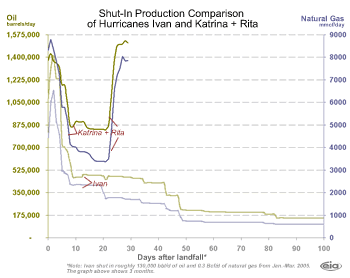 Shut-In Production Comparison
of Hurricanes Ivan and Katrina + Rita
Oil
barrels/day
Natural Gas
mmcf/day
1,575,000
1,400,000
1,225,000
1,050,000
875,000
700,000
525,000
350,000
175,000
-
9000
8000
7000
6000
5000
4000
3000
2000
1000
0
Katrina + Rita
Ivan
0 10 20 30 40 50 60 70 80 90 100
Days after landfall*
*Note: Ivan shut in roughly 150,000 bbl/d of oil and 0.5 Bcf/d of natural gas from Jan.-Mar. 2005.
The graph above shows 3 months.
eia